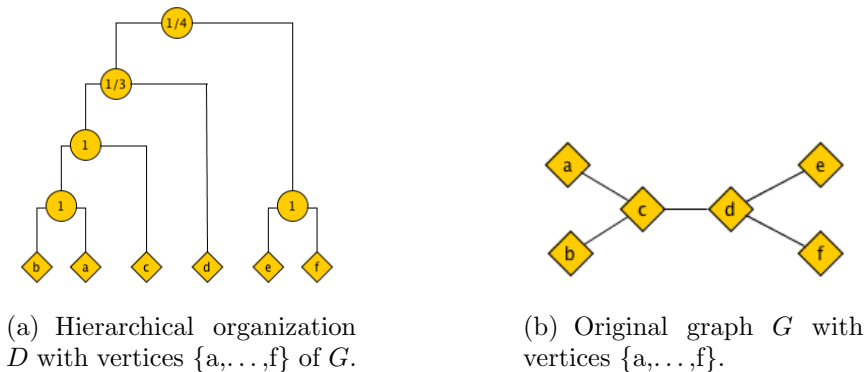 1/4
1/3
1
1
1
b a c d e f
a e
c d
b f
(a) Hierarchical organization
D with vertices {a,...,f} of G.
(b) Original graph G with
vertices {a,...,f}.